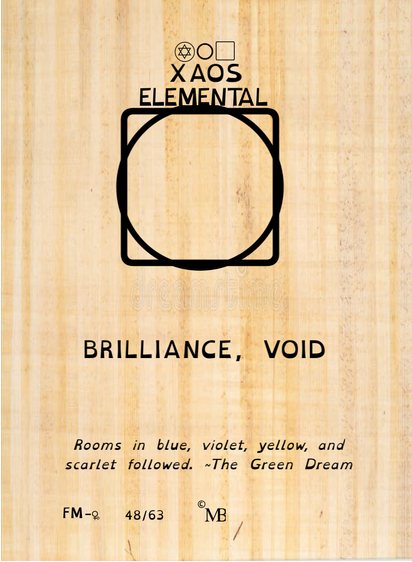 XAOS
ELEMENTAL
dreamstime
BRILLIANCE, VOID
Rooms in blue, violet, yellow, and
scarlet followed. ~The Green Dream
FM-♀ 48/63 © MB